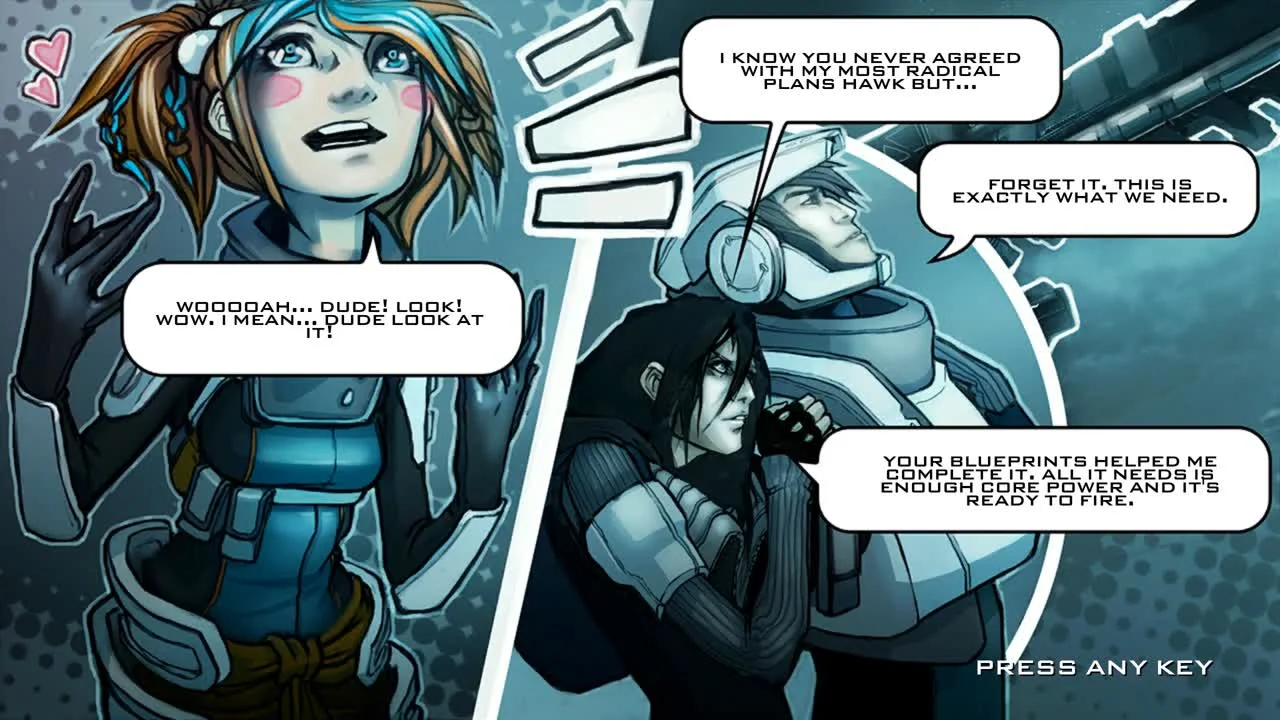 WOOOOAH... DUDE! LOOK!
WOW. I MEAN... DUDE LOOK AT
IT!
I KNOW YOU NEVER AGREED
WITH MY MOST RADICAL
PLANS HAWK BUT...
FORGET IT. THIS IS
EXACTLY WHAT WE NEED.
YOUR BLUEPRINTS HELPED ME
COMPLETE IT. ALL IT NEEDS IS
ENOUGH CORE POWER AND IT'S
READY TO FIRE.
PRESS ANY KEY